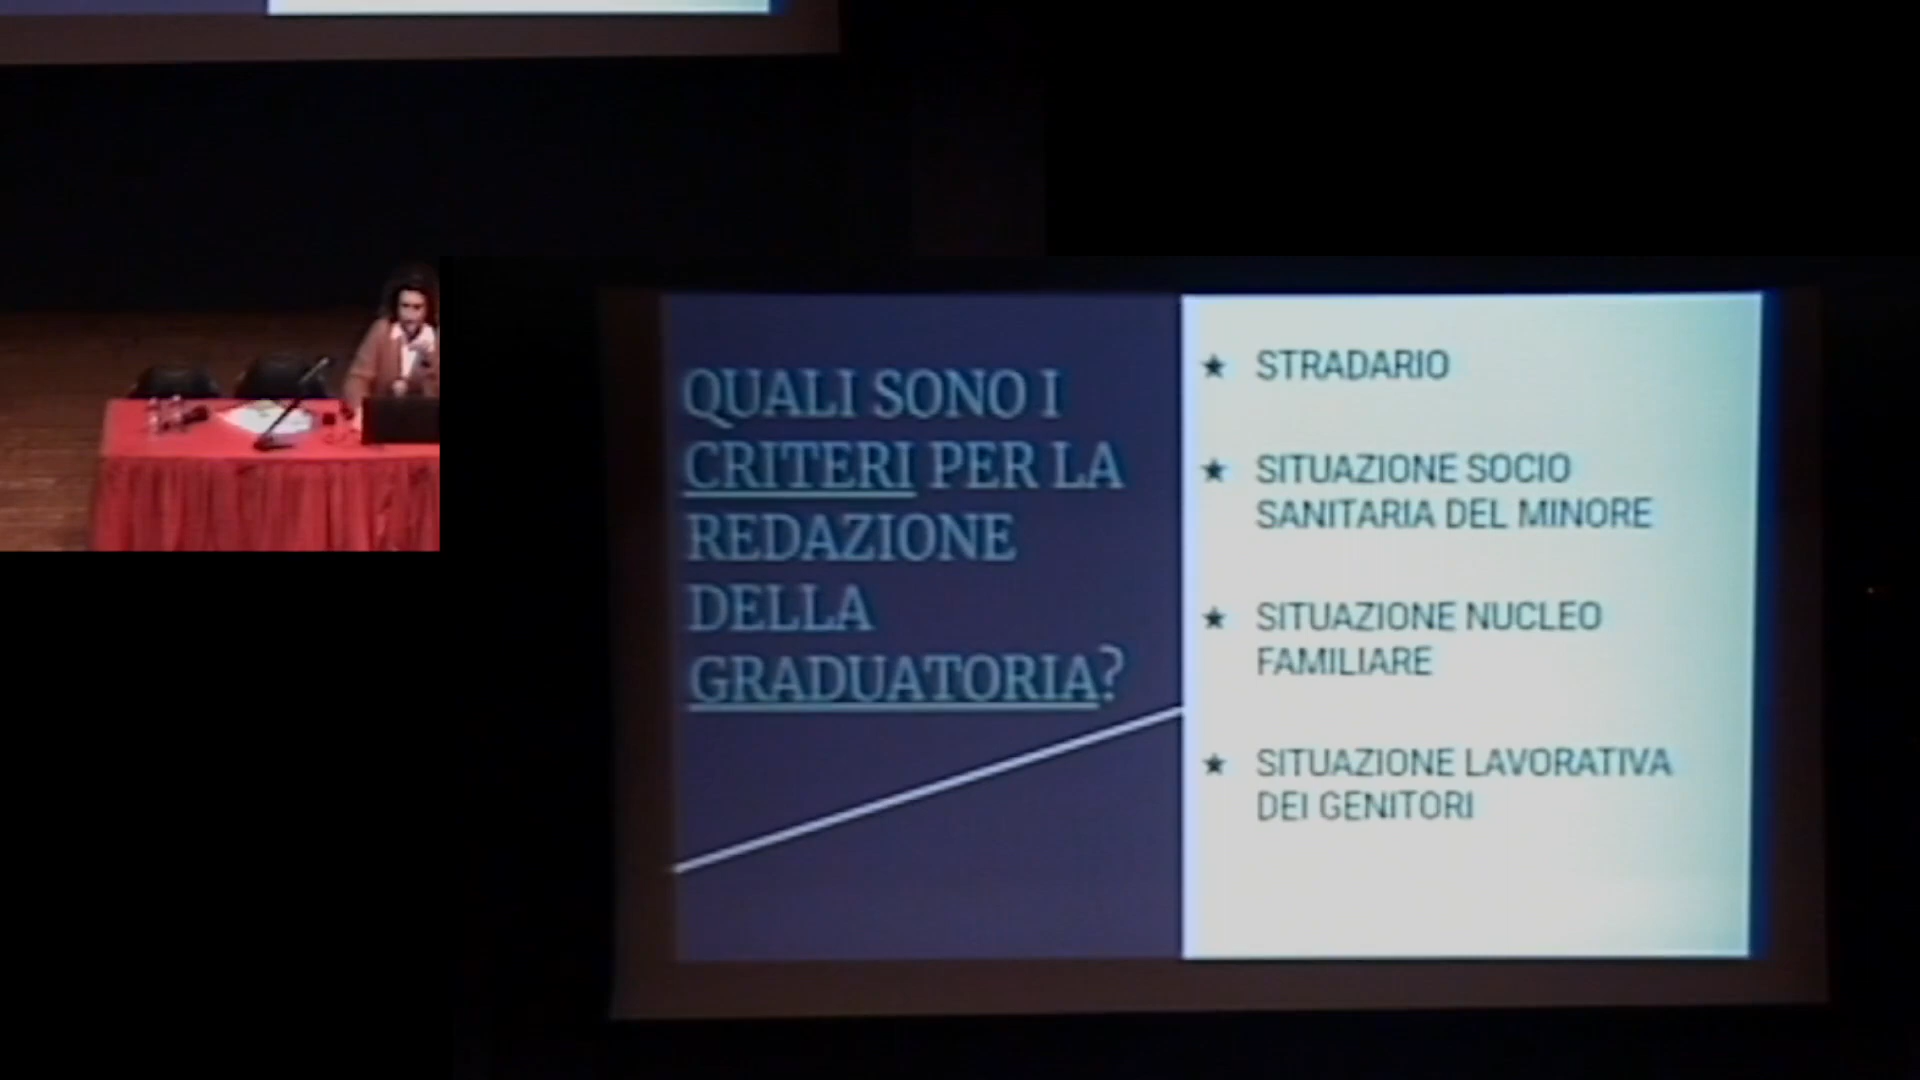 QUALI SONO I
CRITERI PER LA
REDAZIONE
DELLA
GRADUATORIA?
★ STRADARIO
★ SITUAZIONE SOCIO
SANITARIA DEL MINORE
★ SITUAZIONE NUCLEO
FAMILIARE
★ SITUAZIONE LAVORATIVA
DEI GENITORI